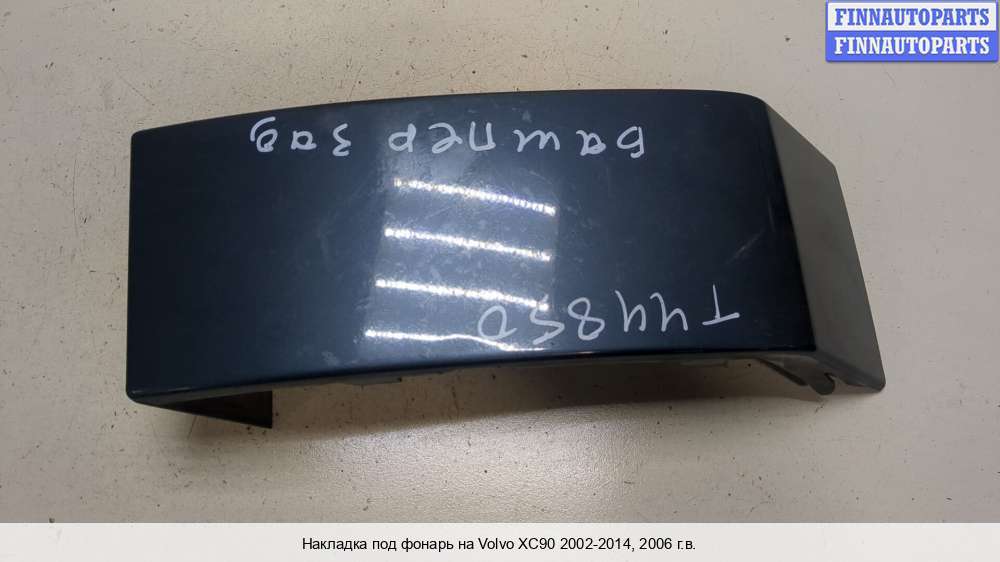 FINNAUTOPARTS
FINNAUTOPARTS
T44850
Бампер зад
Накладка под фонарь на Volvo XC90 2002-2014, 2006 г.в.